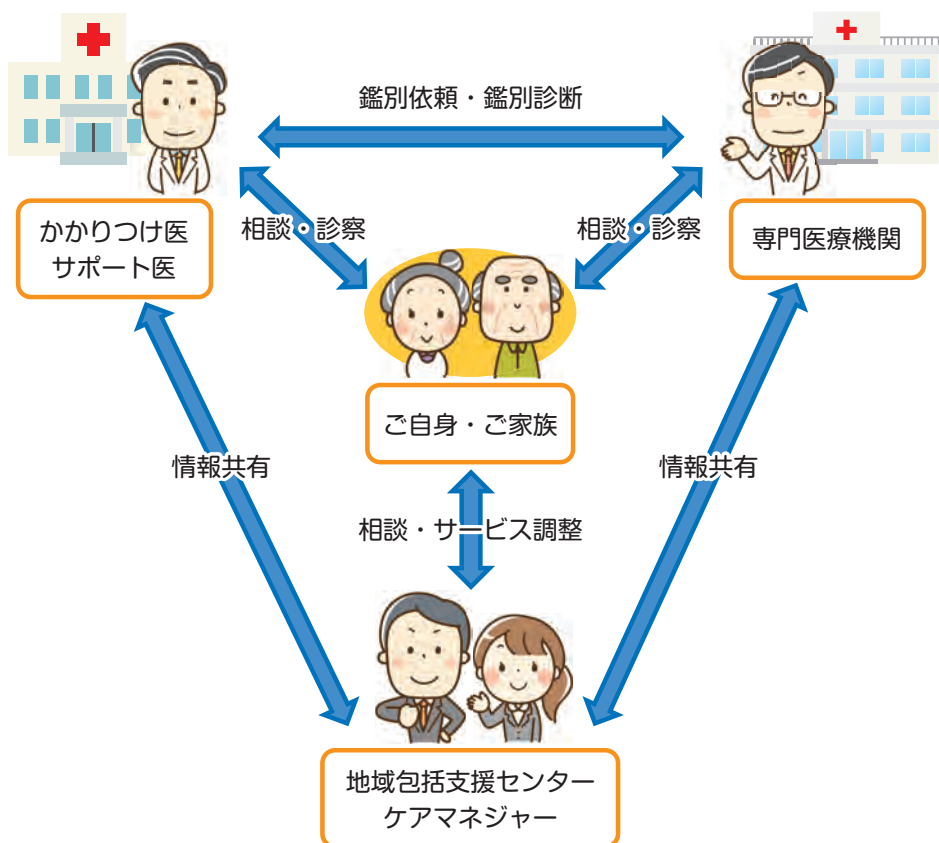 鑑別依頼・鑑別診断
かかりつけ医
サポート医
相談・診察
相談・診察
専門医療機関
ご自身・ご家族
情報共有
情報共有
相談・サービス調整
地域包括支援センター
ケアマネジャー